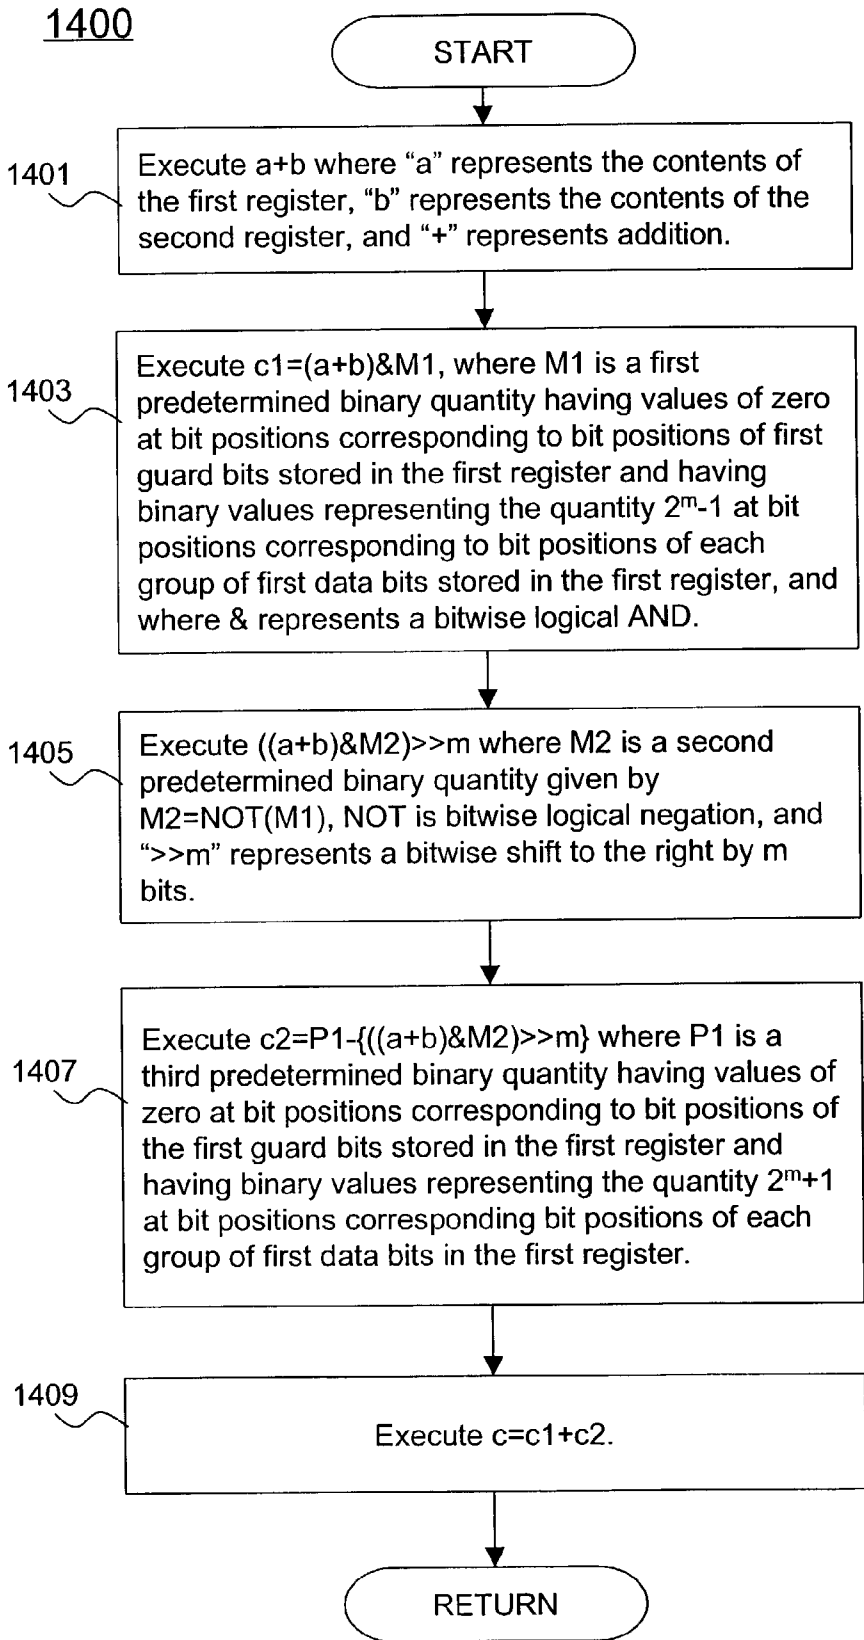 1400
START
1401
Execute a+b where “a” represents the contents of
the first register, “b” represents the contents of the
second register, and “+” represents addition.
1403
Execute c1=(a+b)&M1, where M1 is a first
predetermined binary quantity having values of zero
at bit positions corresponding to bit positions of first
guard bits stored in the first register and having
binary values representing the quantity 2ᵐ-1 at bit
positions corresponding to bit positions of each
group of first data bits stored in the first register, and
where & represents a bitwise logical AND.
1405
Execute ((a+b)&M2)>>m where M2 is a second
predetermined binary quantity given by
M2=NOT(M1), NOT is bitwise logical negation, and
“>>m” represents a bitwise shift to the right by m
bits.
1407
Execute c2=P1-{((a+b)&M2)>>m} where P1 is a
third predetermined binary quantity having values of
zero at bit positions corresponding to bit positions of
the first guard bits stored in the first register and
having binary values representing the quantity 2ᵐ+1
at bit positions corresponding bit positions of each
group of first data bits in the first register.
1409
Execute c=c1+c2.
RETURN